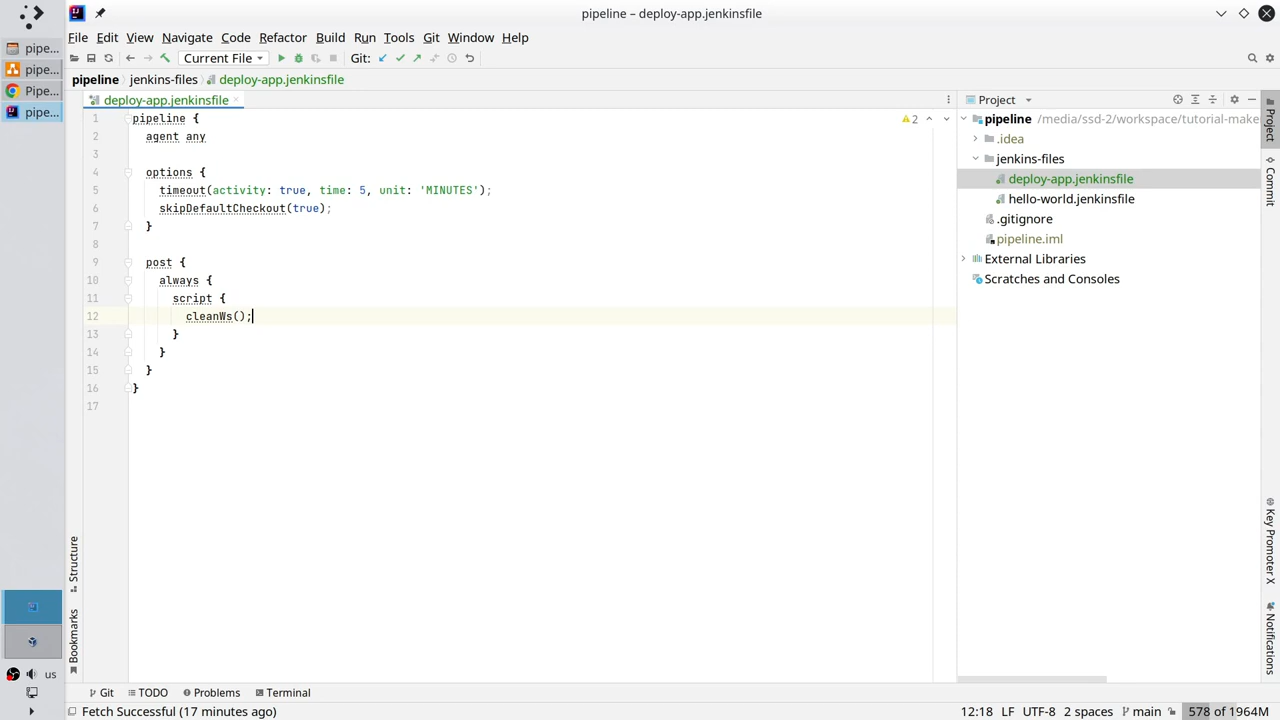 pipeline – deploy-app.jenkinsfile
File Edit View Navigate Code Refactor Build Run Tools Git Window Help
Current File
Git:
pipeline jenkins-files deploy-app.jenkinsfile
pipe...
pipe...
Pipe...
pipe...
us
deploy-app.jenkinsfile
1 pipeline {
2 agent any
3
4 options {
5 timeout(activity: true, time: 5, unit: 'MINUTES');
6 skipDefaultCheckout(true);
7 }
8
9 post {
10 always {
11 script {
12 cleanWs();
13 }
14 }
15 }
16 }
17
2
Project
pipeline /media/ssd-2/workspace/tutorial-make
.idea
jenkins-files
deploy-app.jenkinsfile
hello-world.jenkinsfile
.gitignore
pipeline.iml
External Libraries
Scratches and Consoles
Project
Commit
Key Promoter X
Notifications
Structure
Bookmarks
Git TODO Problems Terminal
Fetch Successful (17 minutes ago)
12:18 LF UTF-8 2 spaces main 578 of 1964M